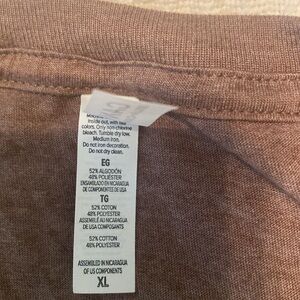 inside out, with like
colors. Only non-chlorine
bleach. Tumble dry low.
Medium iron.
Do not iron decoration.
Do not dry clean.
EG
52% ALGODÓN
48% POLIÉSTER
ENSAMBLADO EN NICARAGUA
DE COMPONENTES DE USA
TG
52% COTON
48% POLYESTER
ASSEMBLÉ AU NICARAGUA
DE USA COMPOSANTS
52% COTTON
48% POLYESTER
ASSEMBLED IN NICARAGUA
OF US COMPONENTS
XL